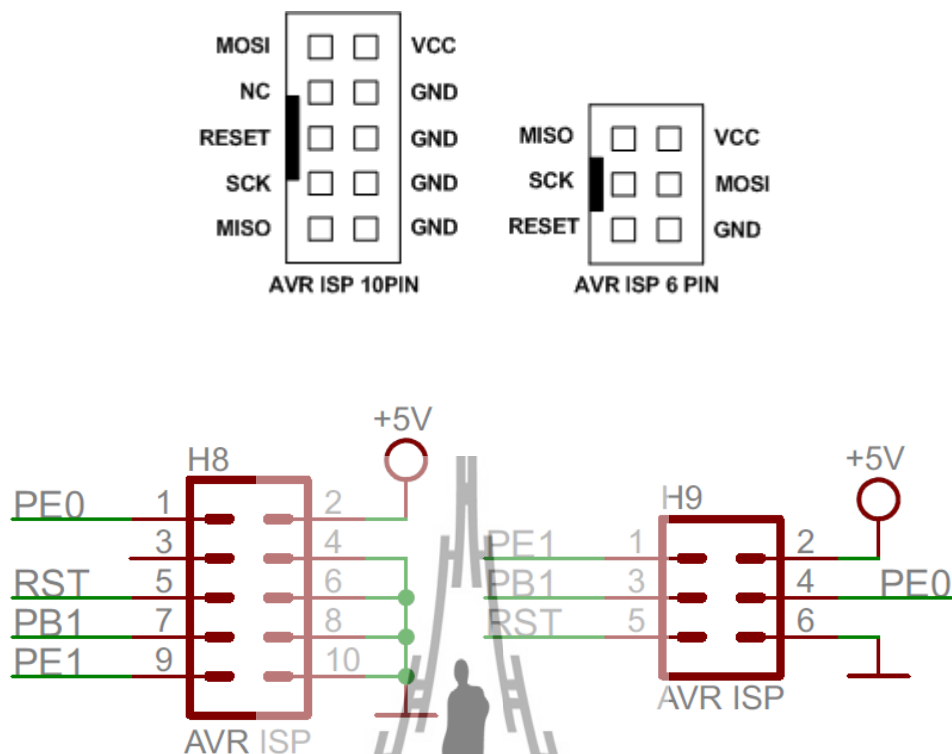 MOSI VCC
NC GND
RESET GND
SCK GND
MISO GND
AVR ISP 10PIN
MISO VCC
SCK MOSI
RESET GND
AVR ISP 6 PIN
+5V
H8
PE0 1 2
3 4
RST 5 6
PB1 7 8
PE1 9 10
AVR ISP
+5V
H9
PE1 1 2
PB1 3 4 PE0
RST 5 6
AVR ISP